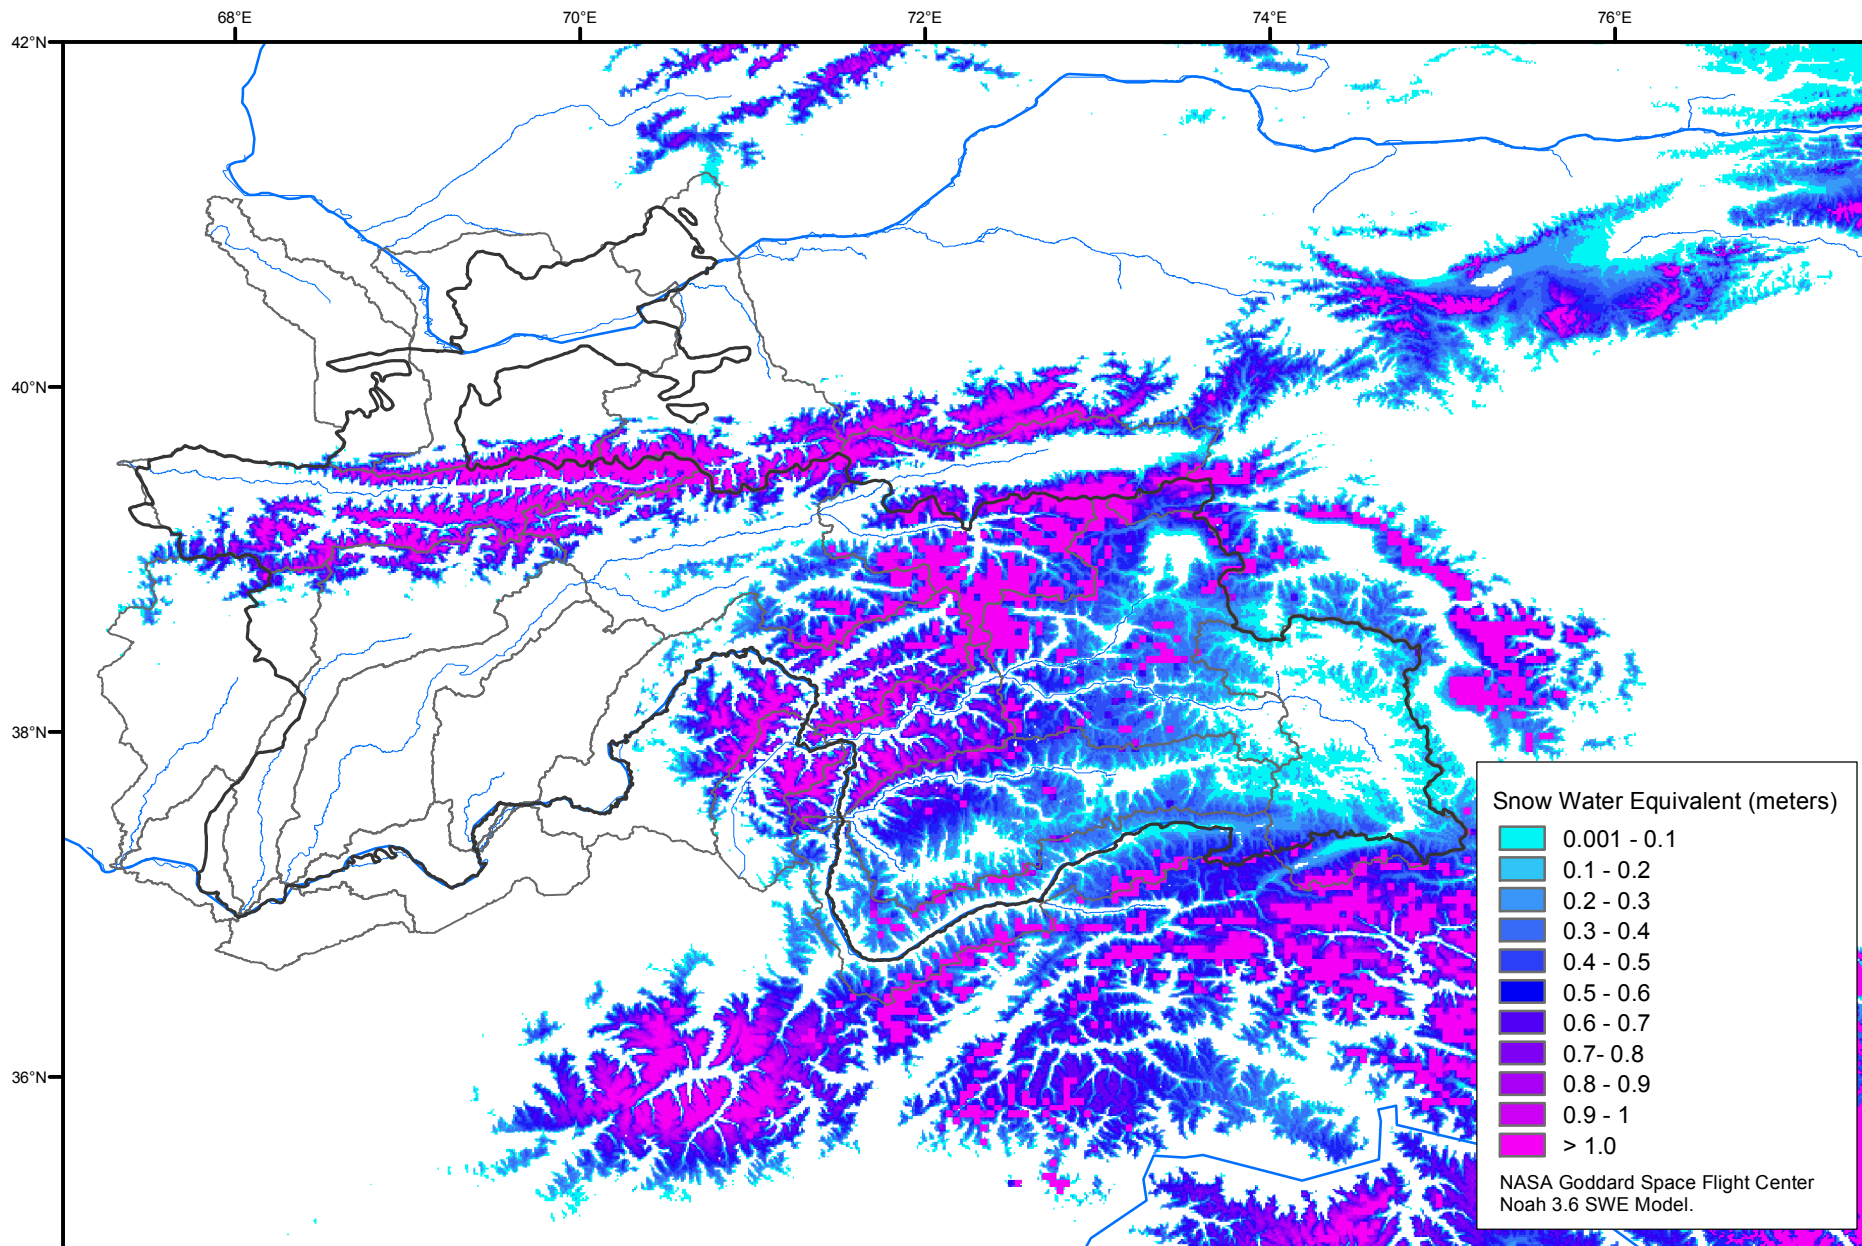 68°E 70°E 72°E 74°E 76°E
42°N
40°N
38°N
36°N
Snow Water Equivalent (meters)
0.001 - 0.1
0.1 - 0.2
0.2 - 0.3
0.3 - 0.4
0.4 - 0.5
0.5 - 0.6
0.6 - 0.7
0.7- 0.8
0.8 - 0.9
0.9 - 1
> 1.0
NASA Goddard Space Flight Center
Noah 3.6 SWE Model.